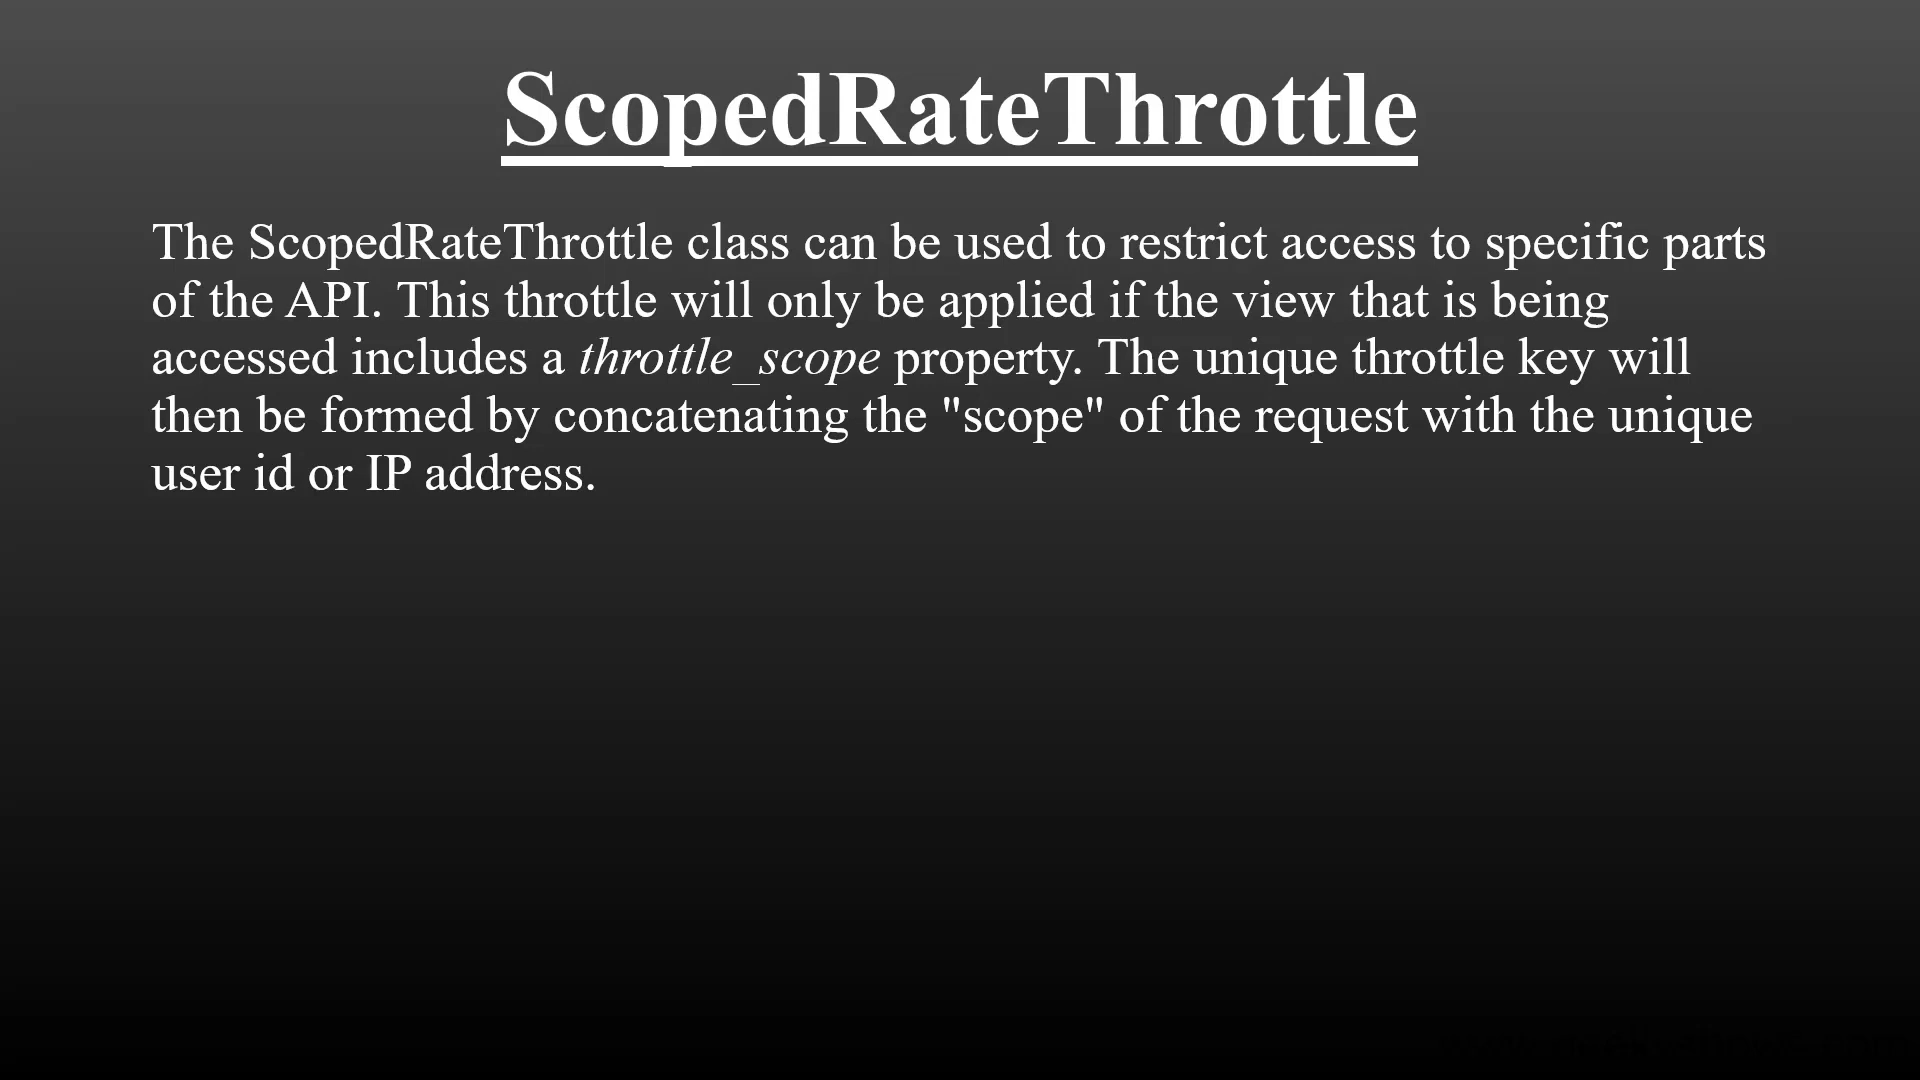 ScopedRateThrottle
The ScopedRateThrottle class can be used to restrict access to specific parts
of the API. This throttle will only be applied if the view that is being
accessed includes a throttle_scope property. The unique throttle key will
then be formed by concatenating the "scope" of the request with the unique
user id or IP address.